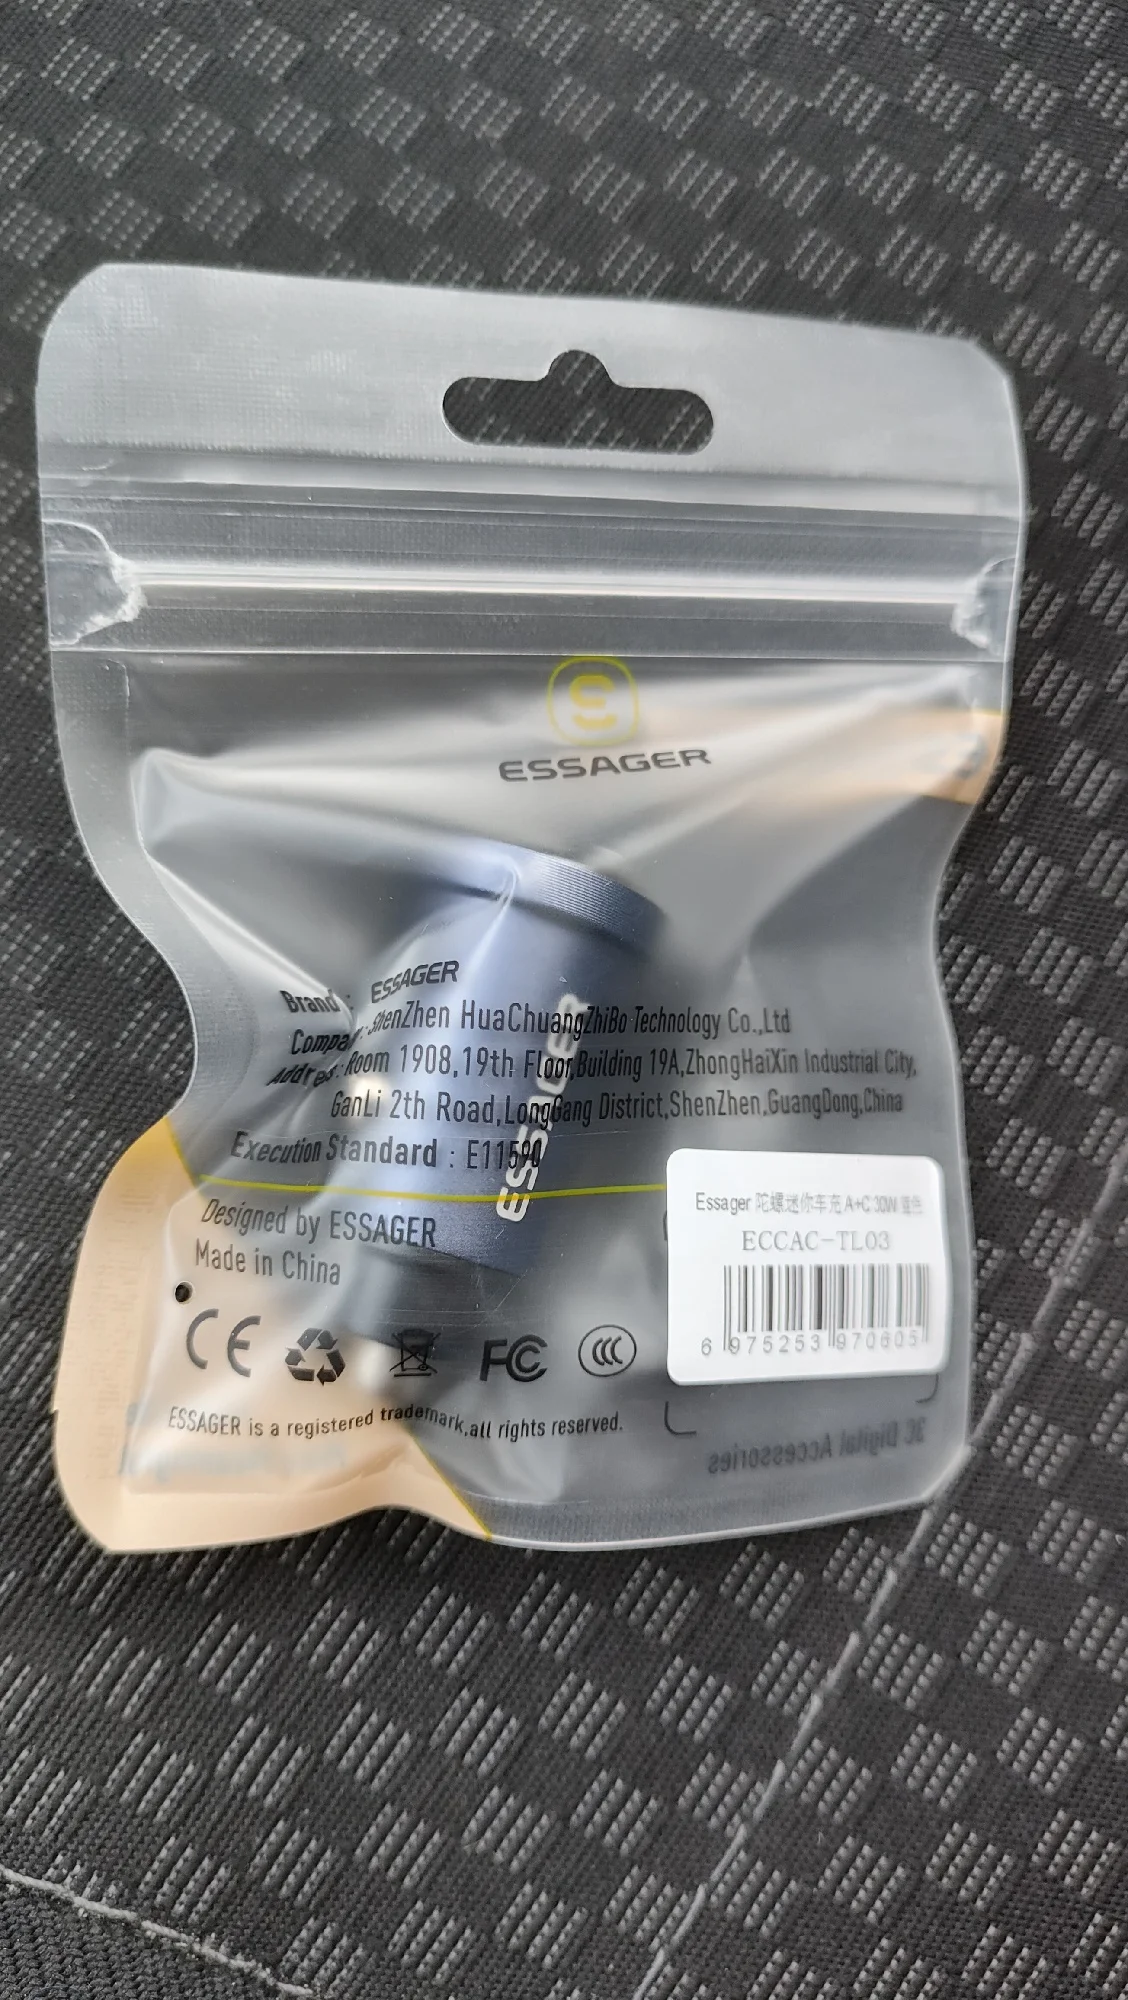 ESSAGER
Brand : ESSAGER
Company:ShenZhen HuaChuangZhiBo Technology Co.,Ltd
Address:Room 1908,19th Floor,Building 19A,ZhongHaiXin Industrial City,
GanLi 2th Road,LongGang District,ShenZhen,GuangDong,China
Execution Standard : E11590
ESSAGER
Designed by ESSAGER
Made in China
CE
FC
CCC
ESSAGER is a registered trademark,all rights reserved.
Essager 陀螺迷你车充 A+C 30W 蓝色
ECCAC-TL03
6 975253 970605
3C Digital Accessories